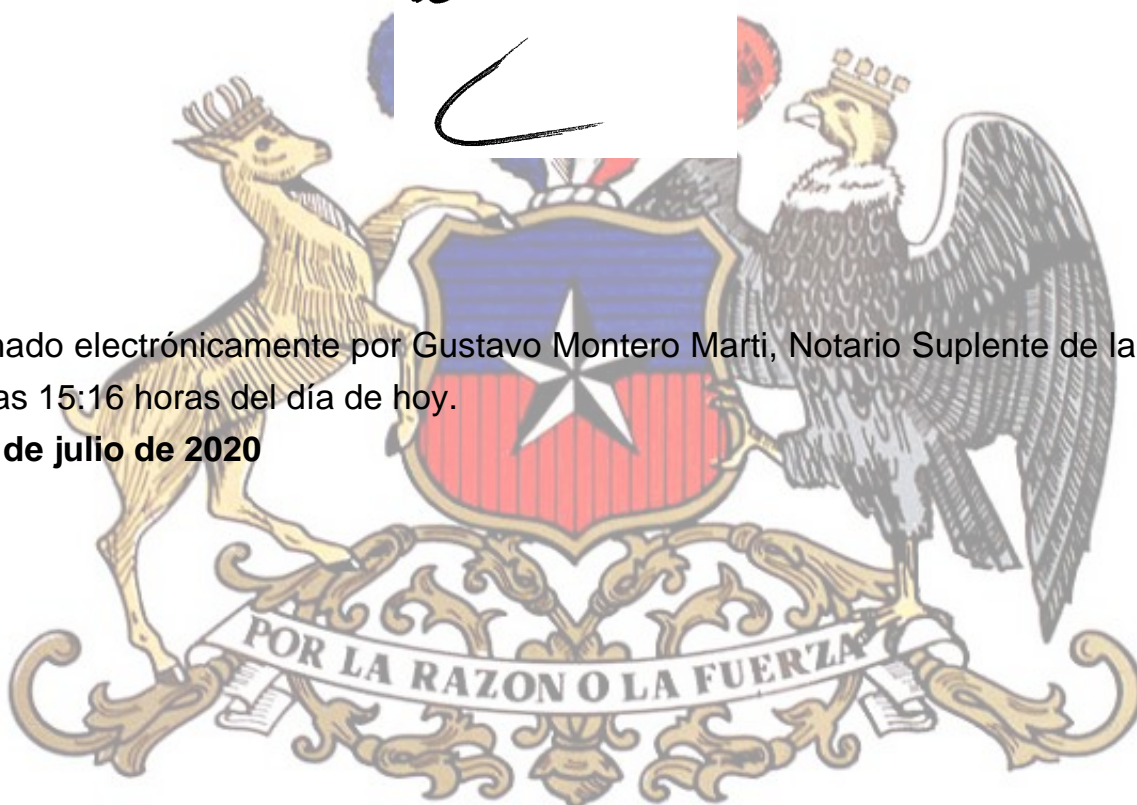 nado electrónicamente por Gustavo Montero Marti, Notario Suplente de la
as 15:16 horas del día de hoy.
de julio de 2020
POR LA RAZON O LA FUERZA